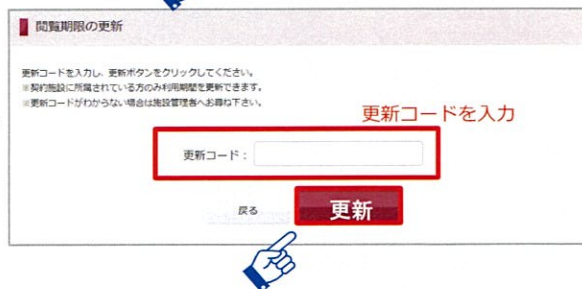 閲覧期限の更新
更新コードを入力し、更新ボタンをクリックしてください。
※契約施設に所属されている方のみ利用期間を更新できます。
※更新コードがわからない場合は施設管理者へお尋ね下さい。
更新コードを入力
更新コード：
戻る
更新